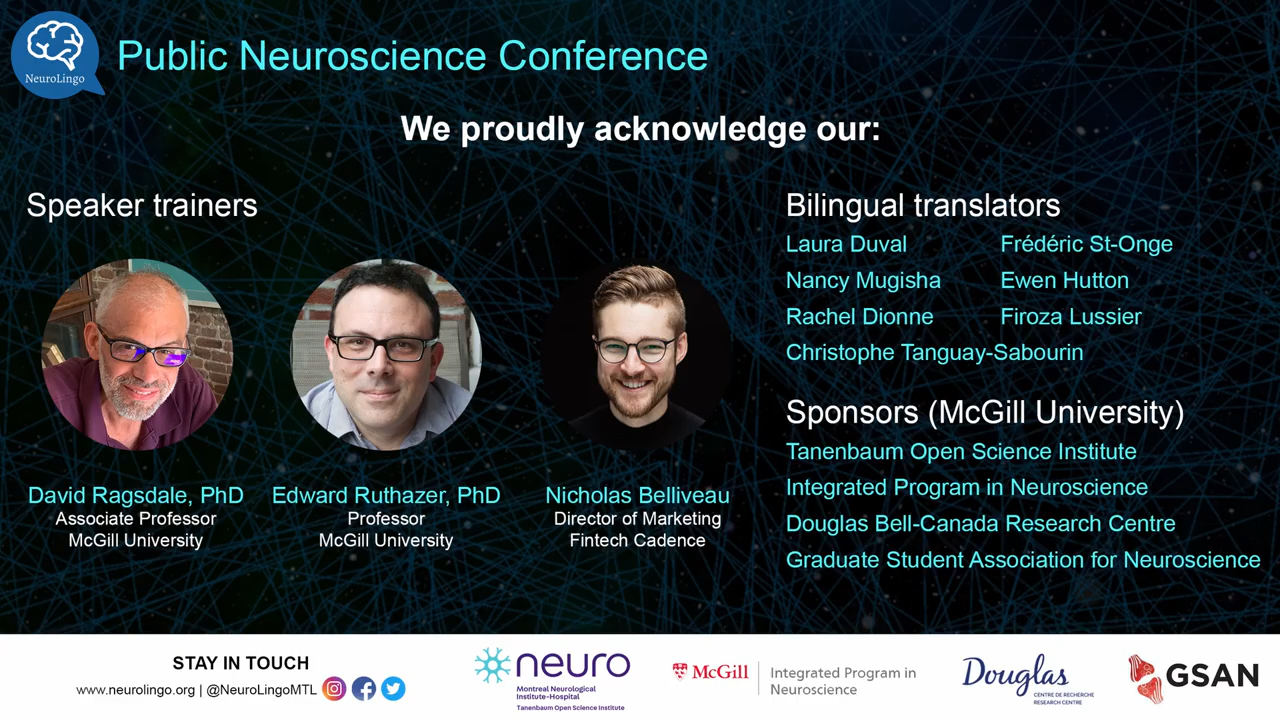 NeuroLingo
Public Neuroscience Conference
We proudly acknowledge our:
Speaker trainers
David Ragsdale, PhD
Associate Professor
McGill University
Edward Ruthazer, PhD
Professor
McGill University
Nicholas Belliveau
Director of Marketing
Fintech Cadence
Bilingual translators
Laura Duval
Frédéric St-Onge
Nancy Mugisha
Ewen Hutton
Rachel Dionne
Firoza Lussier
Christophe Tanguay-Sabourin
Sponsors (McGill University)
Tanenbaum Open Science Institute
Integrated Program in Neuroscience
Douglas Bell-Canada Research Centre
Graduate Student Association for Neuroscience
STAY IN TOUCH
www.neurolingo.org | @NeuroLingoMTL
neuro
Montreal Neurological
Institute-Hospital
Tanenbaum Open Science Institute
McGill
Integrated Program in
Neuroscience
Douglas
CENTRE DE RECHERCHE
RESEARCH CENTRE
GSAN